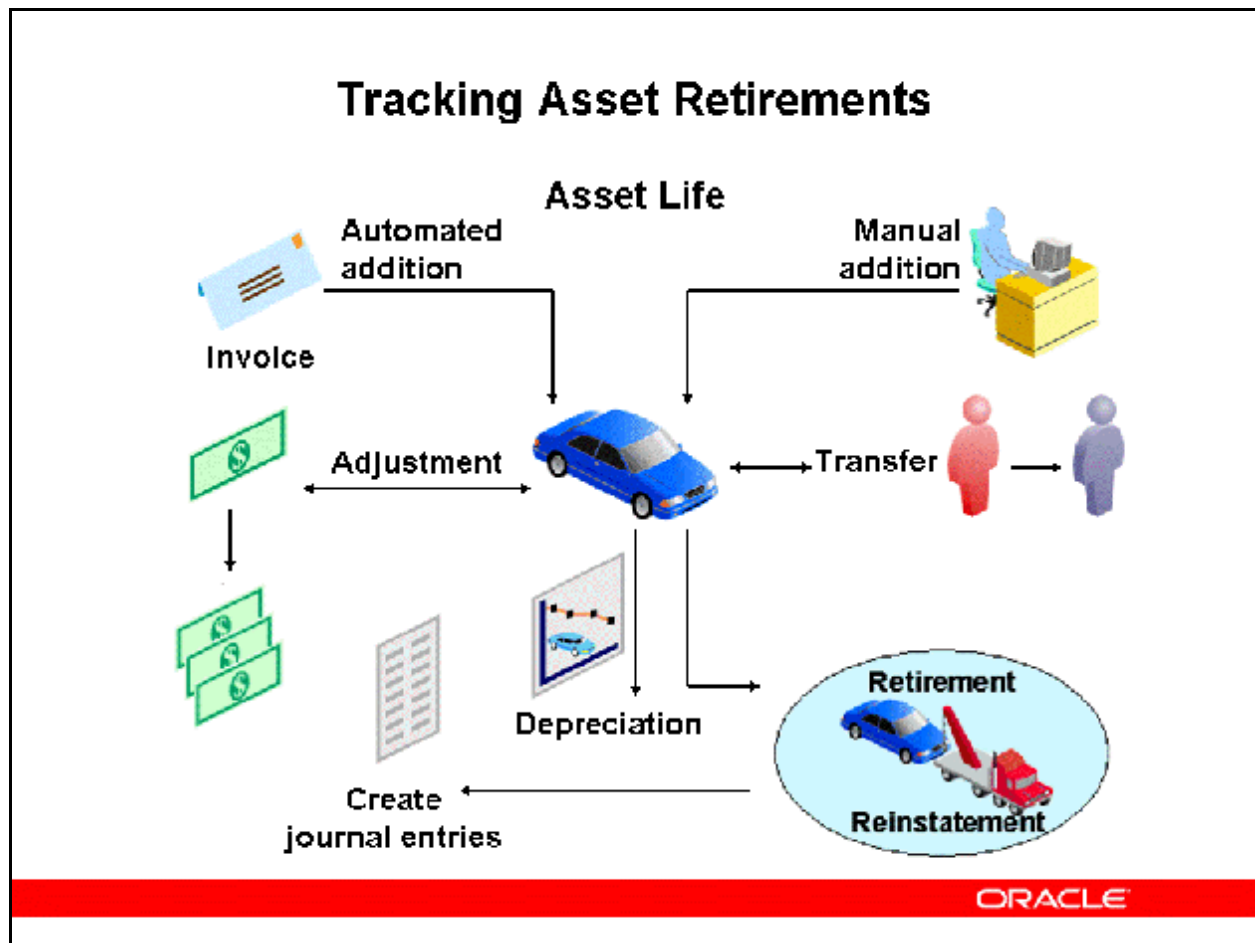 Tracking Asset Retirements
Asset Life
Automated
addition
Manual
addition
Invoice
Adjustment
Transfer
Depreciation
Retirement
Reinstatement
Create
journal entries
ORACLE